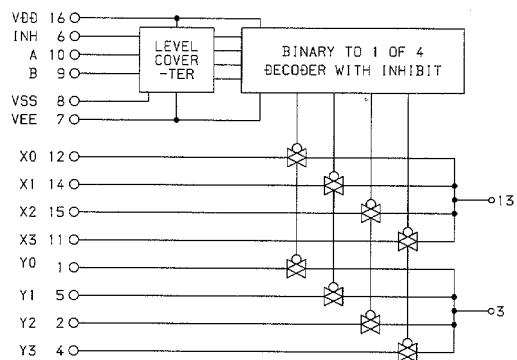 VDD 16
INH 6
A 10
B 9
VSS 8
VEE 7
LEVEL
COVER
-TER
BINARY TO 1 OF 4
DECODER WITH INHIBIT
X0 12
X1 14
X2 15
X3 11
13
Y0 1
Y1 5
Y2 2
Y3 4
3